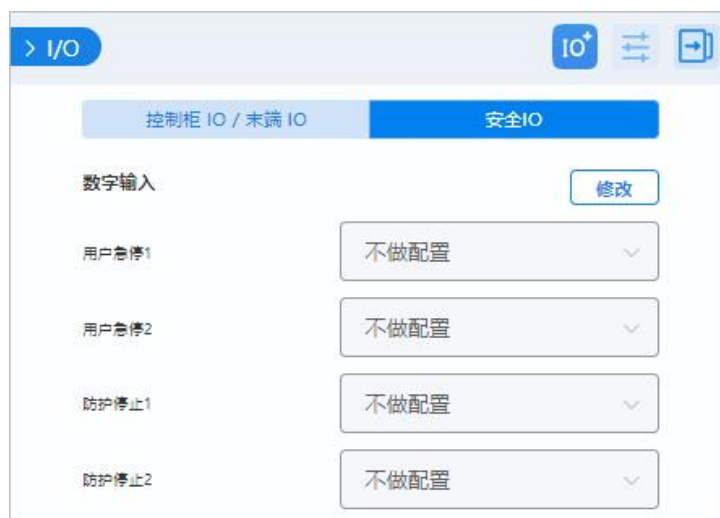 > I/O
IO+
控制柜 IO / 末端 IO
安全IO
数字输入
修改
用户急停1
不做配置
用户急停2
不做配置
防护停止1
不做配置
防护停止2
不做配置